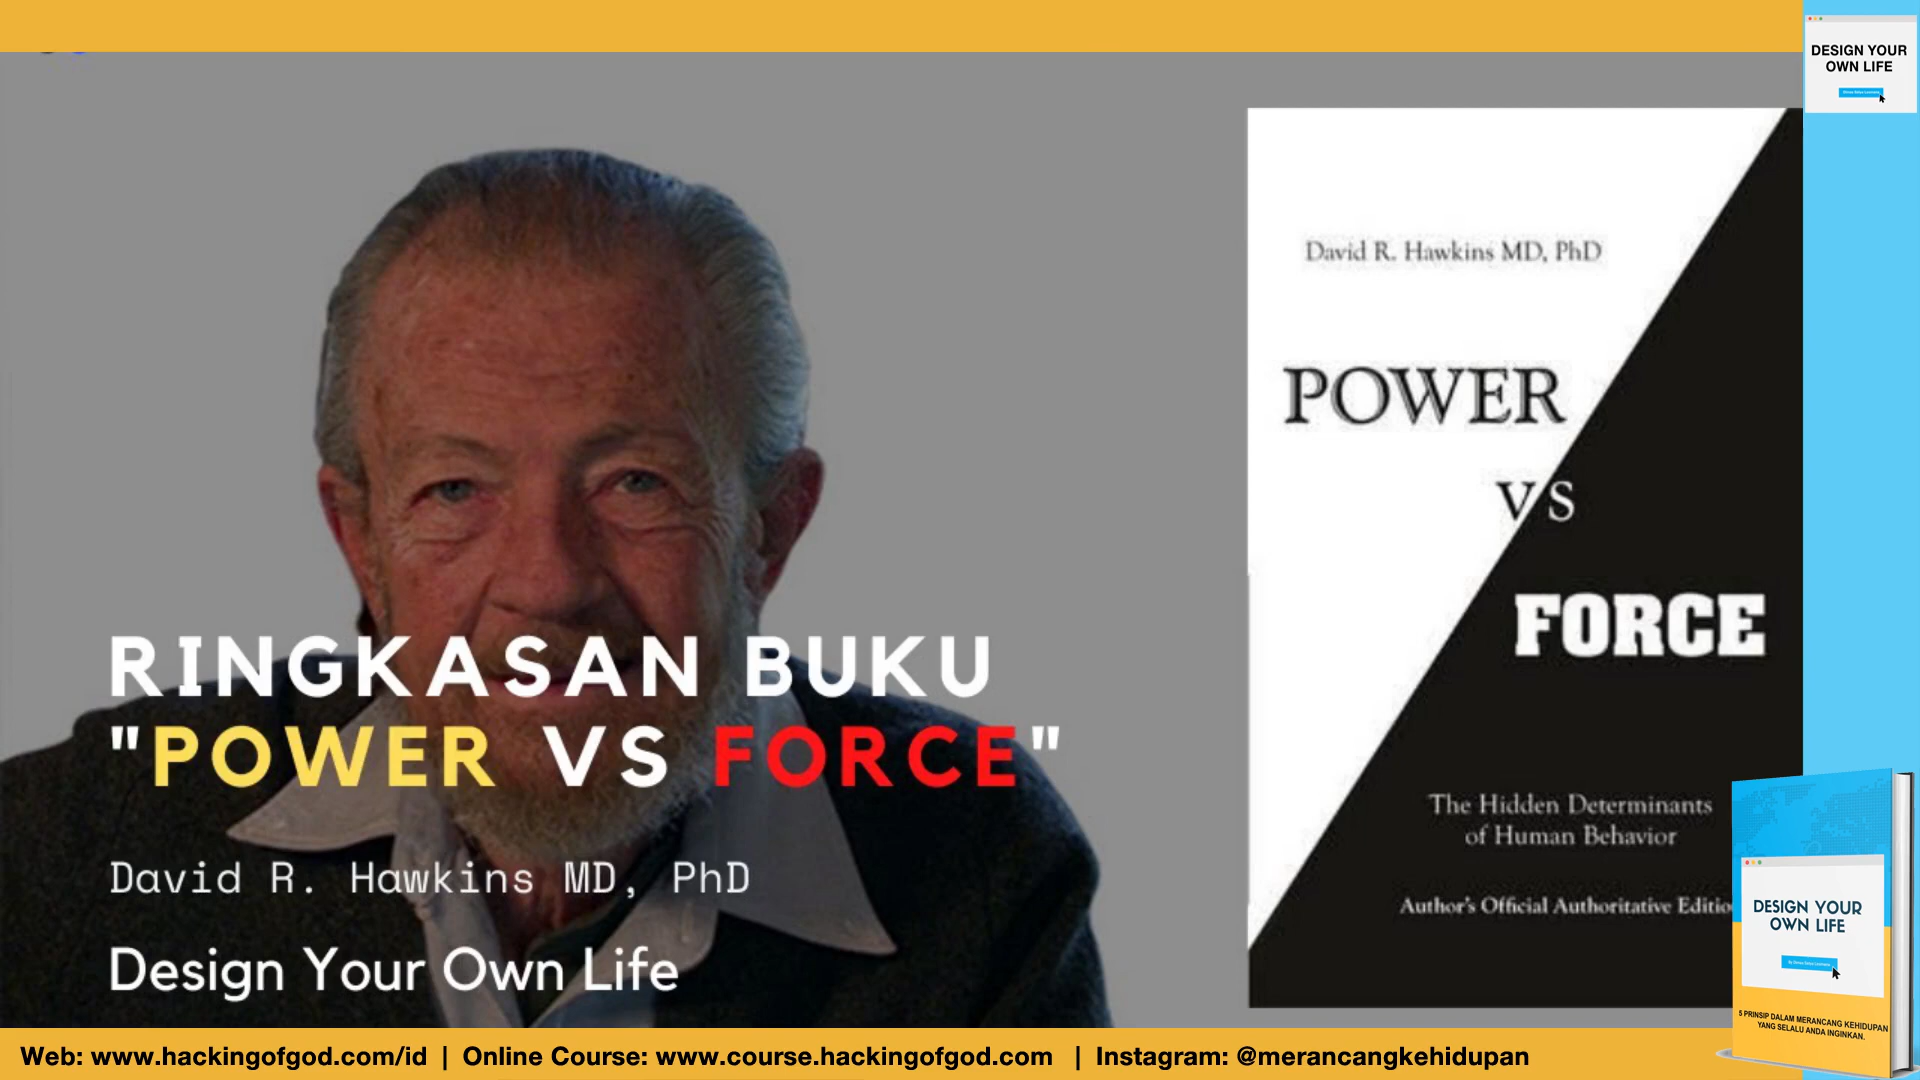 DESIGN YOUR
OWN LIFE
David R. Hawkins MD, PhD
POWER
VS
FORCE
The Hidden Determinants
of Human Behavior
Author's Official Authoritative Editio
RINGKASAN BUKU
"POWER VS FORCE"
David R. Hawkins MD, PhD
Design Your Own Life
DESIGN YOUR
OWN LIFE
5 PRINSIP DALAM MERANCANG KEHIDUPAN
YANG SELALU ANDA INGINKAN.
Web: www.hackingofgod.com/id | Online Course: www.course.hackingofgod.com | Instagram: @merancangkehidupan